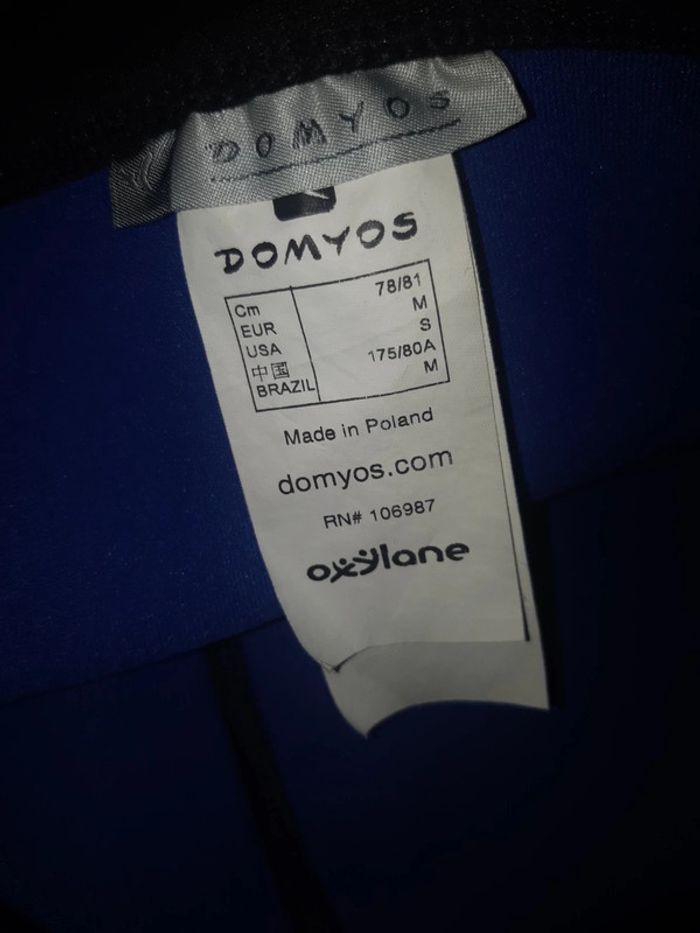 DOMYOS
DOMYOS
Cm 78/81
EUR M
USA S
中国 175/80A
BRAZIL M
Made in Poland
domyos.com
RN# 106987
oxylane